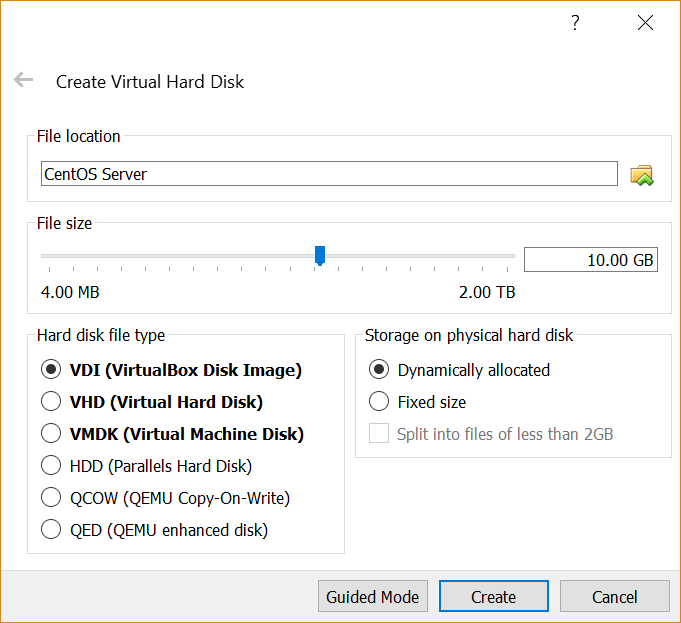 ?
Create Virtual Hard Disk
File location
CentOS Server
File size
10.00 GB
4.00 MB 2.00 TB
Hard disk file type
VDI (VirtualBox Disk Image)
VHD (Virtual Hard Disk)
VMDK (Virtual Machine Disk)
HDD (Parallels Hard Disk)
QCOW (QEMU Copy-On-Write)
QED (QEMU enhanced disk)
Storage on physical hard disk
Dynamically allocated
Fixed size
Split into files of less than 2GB
Guided Mode Create Cancel